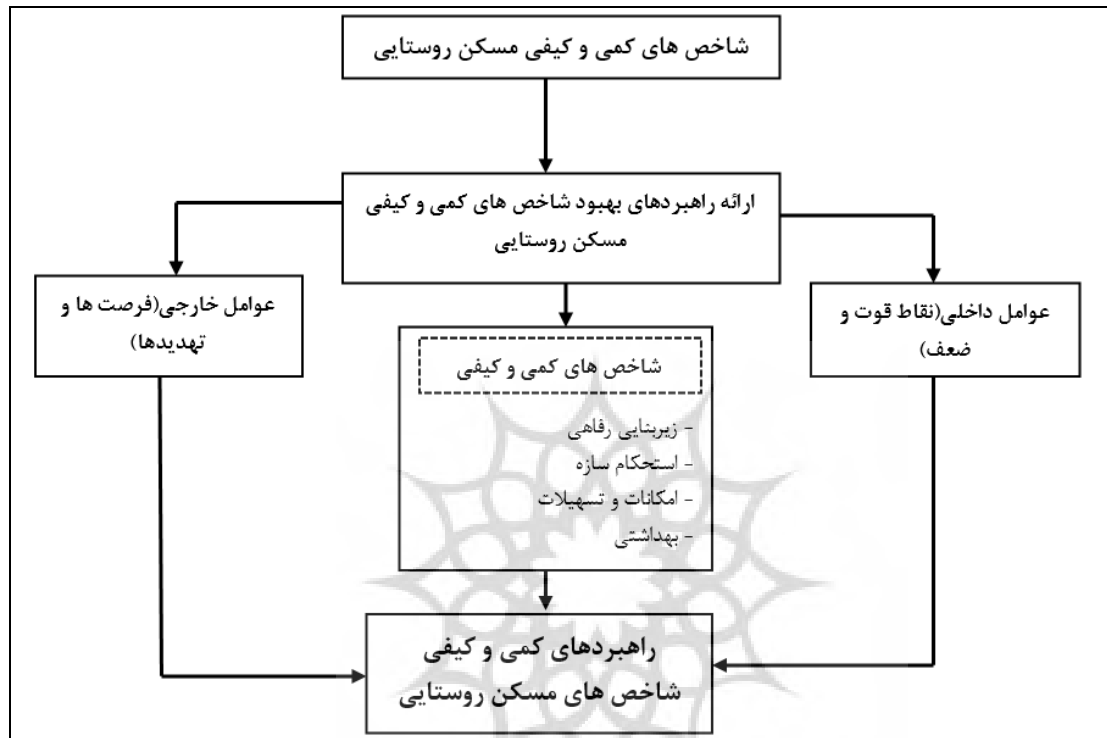 شاخص های کمی و کیفی مسکن روستایی
ارائه راهبردهای بهبود شاخص های کمی و کیفی
مسکن روستایی
عوامل داخلی(نقاط قوت و
ضعف)
شاخص های کمی و کیفی
- زیربنایی رفاهی
- استحکام سازه
- امکانات و تسهیلات
- بهداشتی
عوامل خارجی(فرصت ها و
تهدیدها)
راهبردهای کمی و کیفی
شاخص های مسکن روستایی